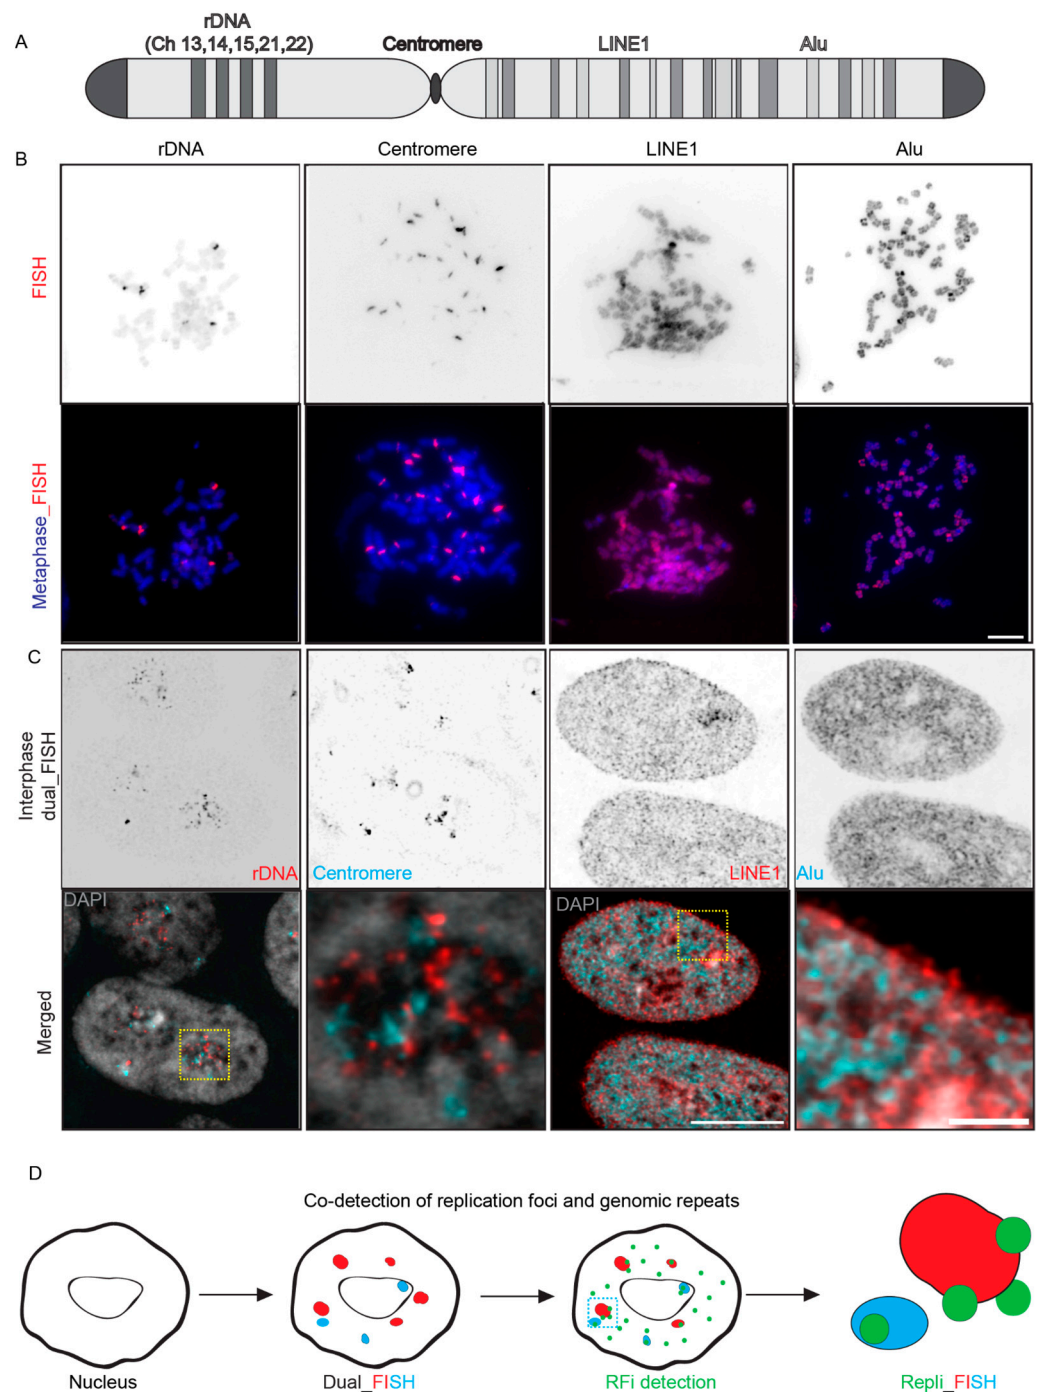 A
rDNA
(Ch 13,14,15,21,22)
Centromere
LINE1
Alu
B
rDNA
Centromere
LINE1
Alu
FISH
Metaphase_FISH
C
Interphase
dual_FISH
rDNA
Centromere
LINE1
Alu
Merged
DAPI
DAPI
D
Co-detection of replication foci and genomic repeats
Nucleus
Dual_FISH
RFi detection
Repli_FISH